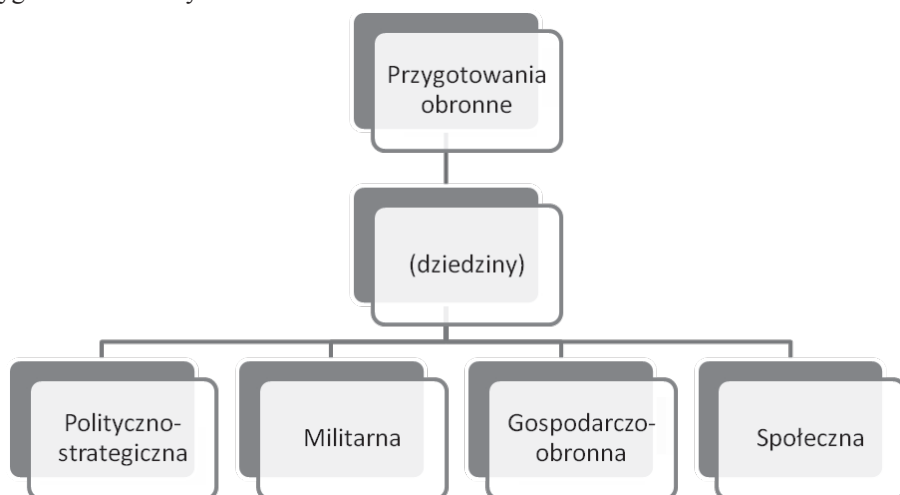 Przygotowania
obronne
(dziedziny)
Polityczno-
strategiczna
Militarna
Gospodarczo-
obronna
Społeczna